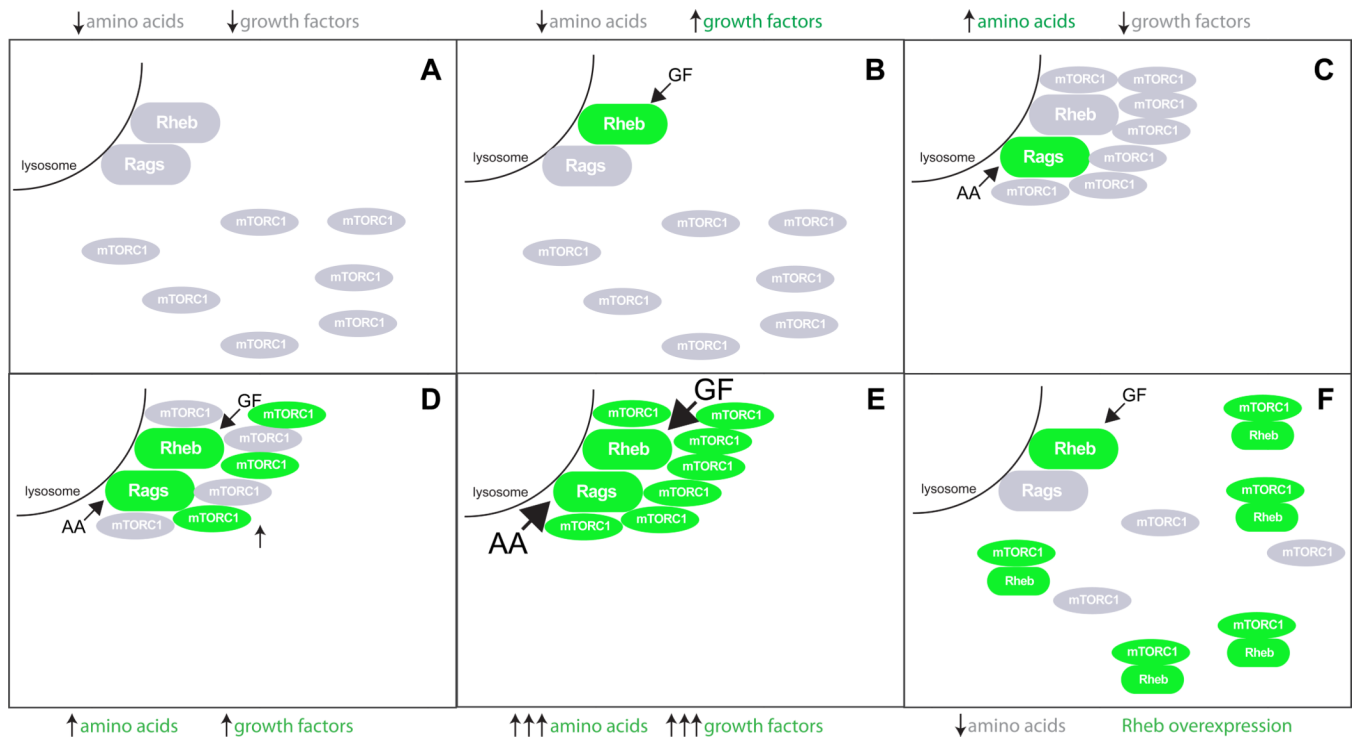 ↓amino acids ↓growth factors
↓amino acids ↑growth factors
↑amino acids ↓growth factors
A
Rheb
lysosome
Rags
mTORC1
mTORC1
mTORC1
mTORC1
mTORC1
mTORC1
mTORC1
B
GF
Rheb
lysosome
Rags
mTORC1
mTORC1
mTORC1
mTORC1
mTORC1
mTORC1
mTORC1
C
mTORC1 mTORC1
Rheb
mTORC1
mTORC1
lysosome
Rags
mTORC1
AA
mTORC1
mTORC1
D
GF
mTORC1
mTORC1
Rheb
mTORC1
mTORC1
lysosome
Rags
mTORC1
AA
mTORC1
mTORC1
↑
E
GF
mTORC1
mTORC1
Rheb
mTORC1
mTORC1
lysosome
Rags
mTORC1
AA
mTORC1
mTORC1
F
GF
Rheb
lysosome
Rags
mTORC1
Rheb
mTORC1
Rheb
mTORC1
mTORC1
mTORC1
Rheb
mTORC1
mTORC1
Rheb
mTORC1
Rheb
↑amino acids ↑growth factors
↑↑↑amino acids ↑↑↑growth factors
↓amino acids Rheb overexpression